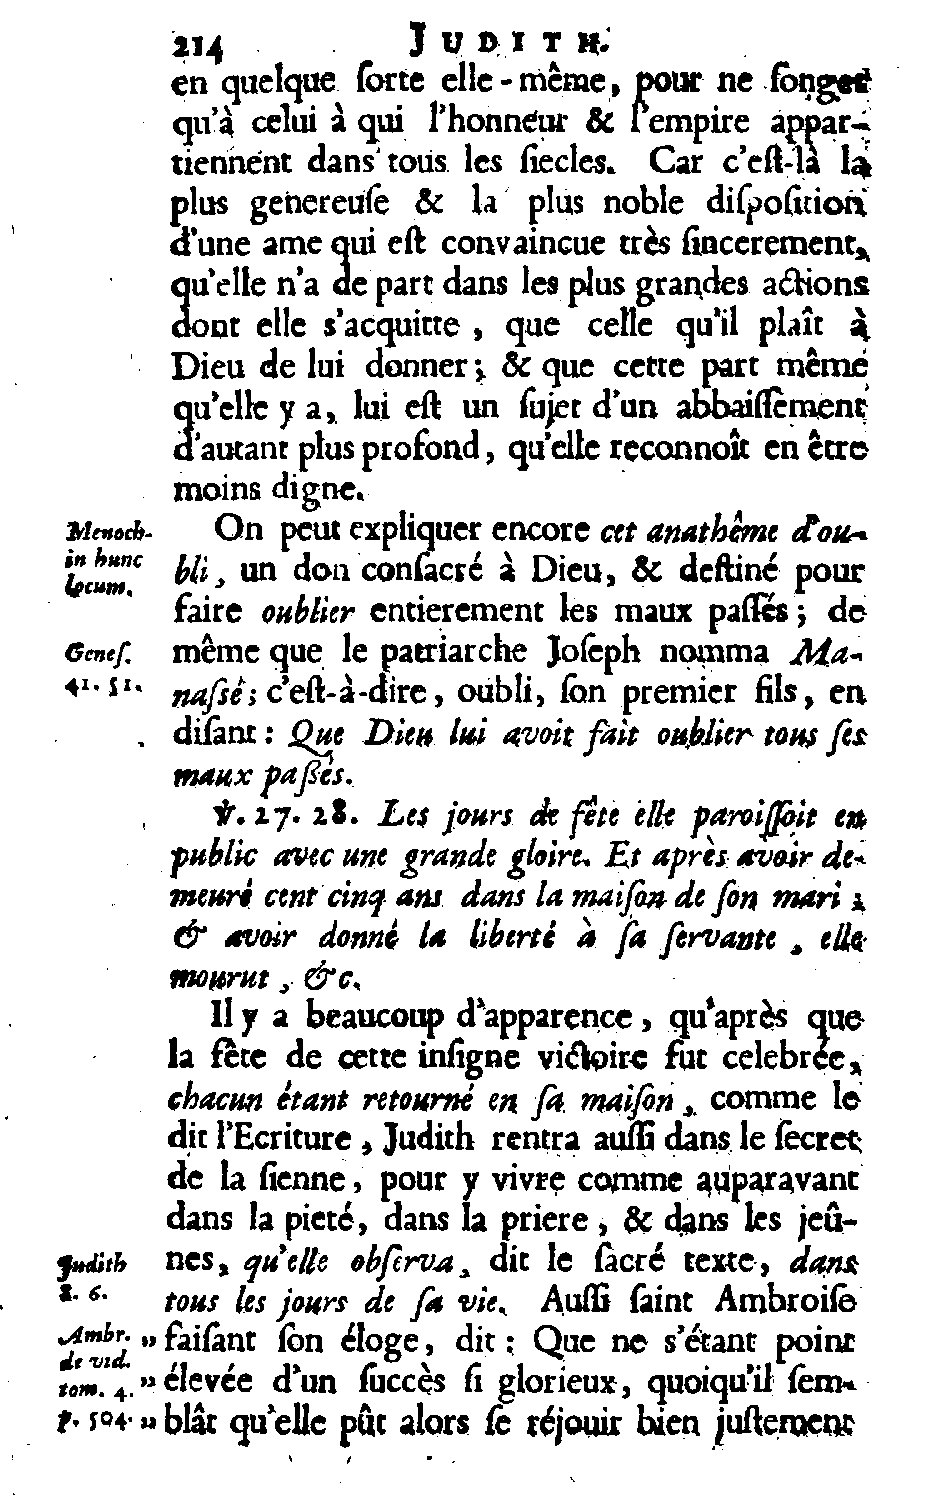 214 JUDITH.
en quelque ſorte elle-même, pour ne ſonger
qu'à celui à qui l'honneur & l'empire appar-
tiennent dans tous les ſiecles. Car c'eſt-là la
plus genereuſe & la plus noble diſpoſition
d'une ame qui eſt convaincue très ſincerement,
qu'elle n'a de part dans les plus grandes actions
dont elle s'acquitte, que celle qu'il plaît à
Dieu de lui donner; & que cette part même
qu'elle y a, lui eſt un ſujet d'un abbaiſſement
d'autant plus profond, qu'elle reconnoît en être
moins digne.
Menoch. in hunc locum.
On peut expliquer encore cet anathême d'ou-
bli, un don conſacré à Dieu, & deſtiné pour
faire oublier entierement les maux paſſés; de
Geneſ. 41. 51.
même que le patriarche Joſeph nomma Ma-
naſſé; c'eſt-à-dire, oubli, ſon premier fils, en
diſant: Que Dieu lui avoit fait oublier tous ſes
maux paſſés.
℣. 27. 28. Les jours de fête elle paroiſſoit en
public avec une grande gloire. Et après avoir de-
meuré cent cinq ans dans la maiſon de ſon mari;
& avoir donné la liberté à ſa ſervante, elle
mourut, &c.
Il y a beaucoup d'apparence, qu'après que
la fête de cette inſigne victoire fut celebrée,
chacun étant retourné en ſa maiſon, comme le
dit l'Ecriture, Judith rentra auſſi dans le ſecret
de la ſienne, pour y vivre comme auparavant
dans la pieté, dans la priere, & dans les jeû-
Judith 8. 6.
nes, qu'elle obſerva, dit le ſacré texte, dans
tous les jours de ſa vie. Auſſi ſaint Ambroiſe
Ambr. de vid. tom. 4. p. 504.
„ faiſant ſon éloge, dit: Que ne s'étant point
„ élevée d'un ſuccès ſi glorieux, quoiqu'il ſem-
„ blât qu'elle pût alors ſe réjouir bien juſtement